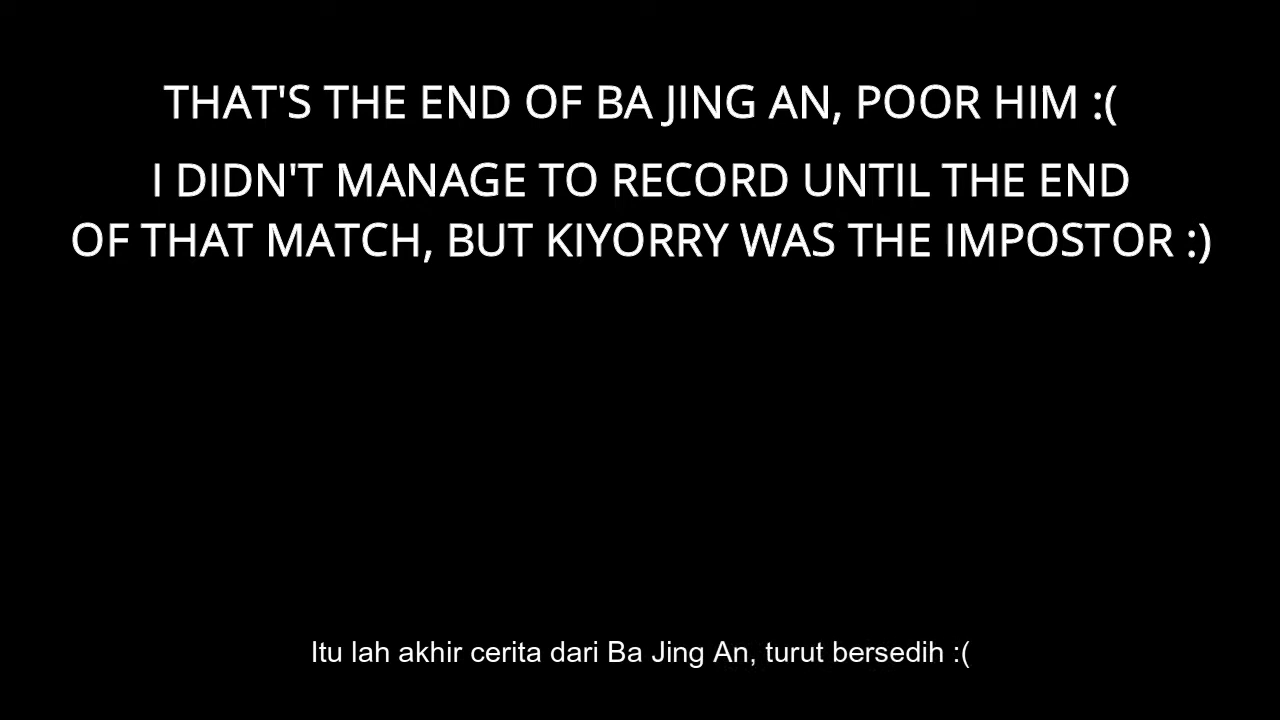 THAT'S THE END OF BA JING AN, POOR HIM :(
I DIDN'T MANAGE TO RECORD UNTIL THE END
OF THAT MATCH, BUT KIYORRY WAS THE IMPOSTOR :)
Itu lah akhir cerita dari Ba Jing An, turut bersedih :(